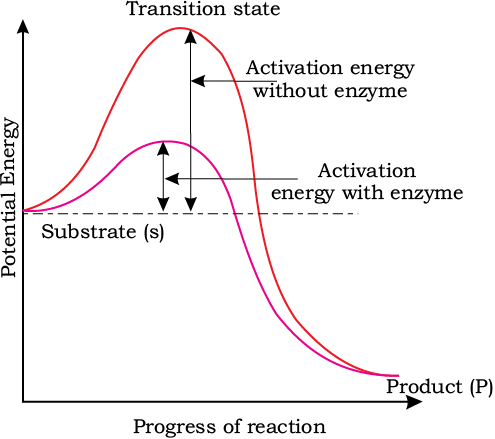 Transition state
Activation energy
without enzyme
Activation
energy with enzyme
Potential Energy
Substrate (s)
Product (P)
Progress of reaction